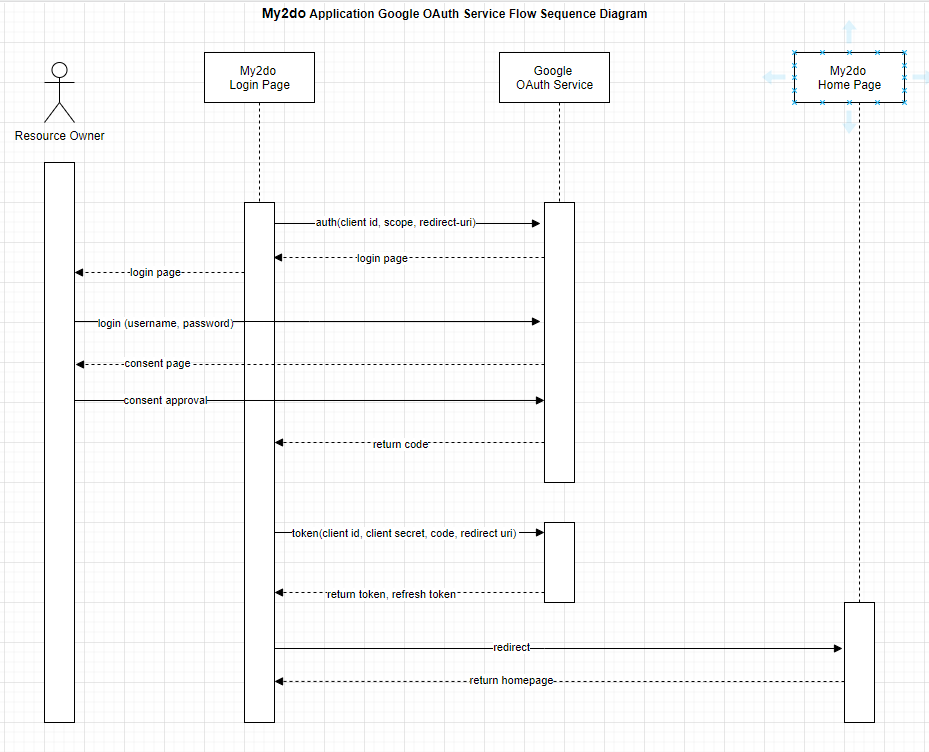 My2do Application Google OAuth Service Flow Sequence Diagram
My2do
Login Page
Google
OAuth Service
My2do
Home Page
Resource Owner
auth(client id, scope, redirect-uri)
login page
login page
login (username, password)
consent page
consent approval
return code
token(client id, client secret, code, redirect uri)
return token, refresh token
redirect
return homepage